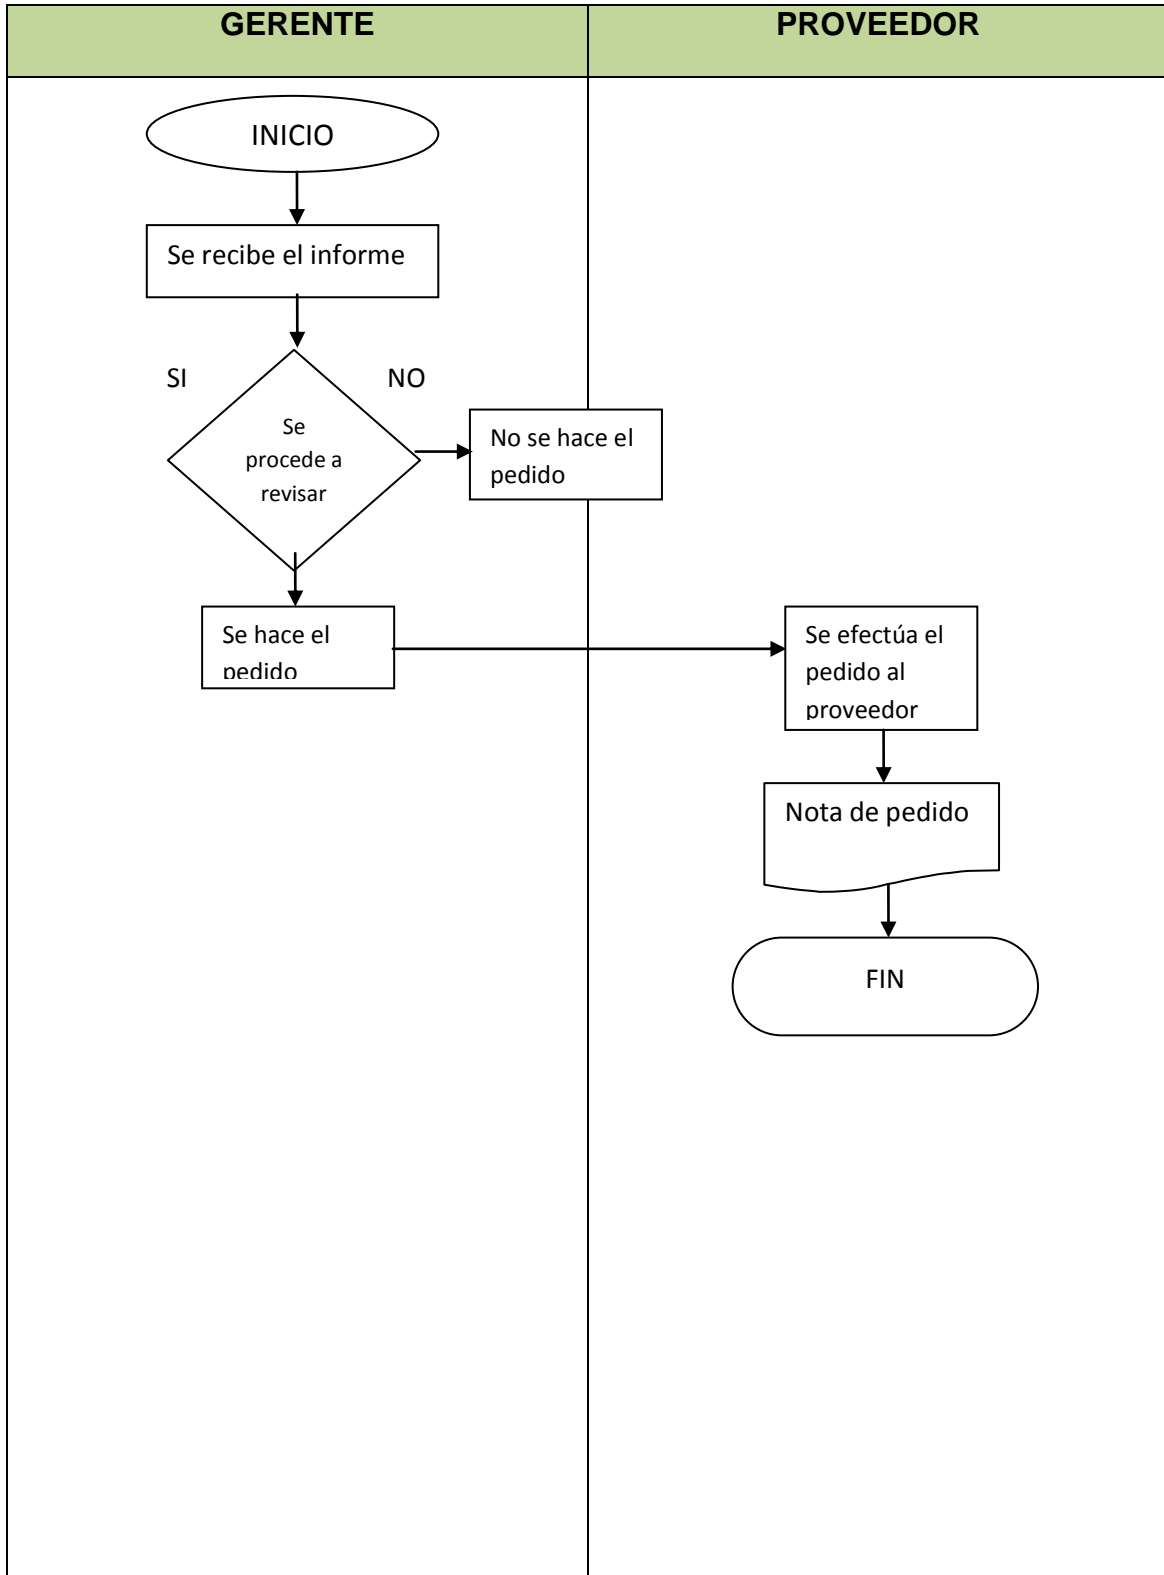 GERENTE
PROVEEDOR
INICIO
Se recibe el informe
SI
NO
Se
procede a
revisar
No se hace el
pedido
Se hace el
pedido
Se efectúa el
pedido al
proveedor
Nota de pedido
FIN